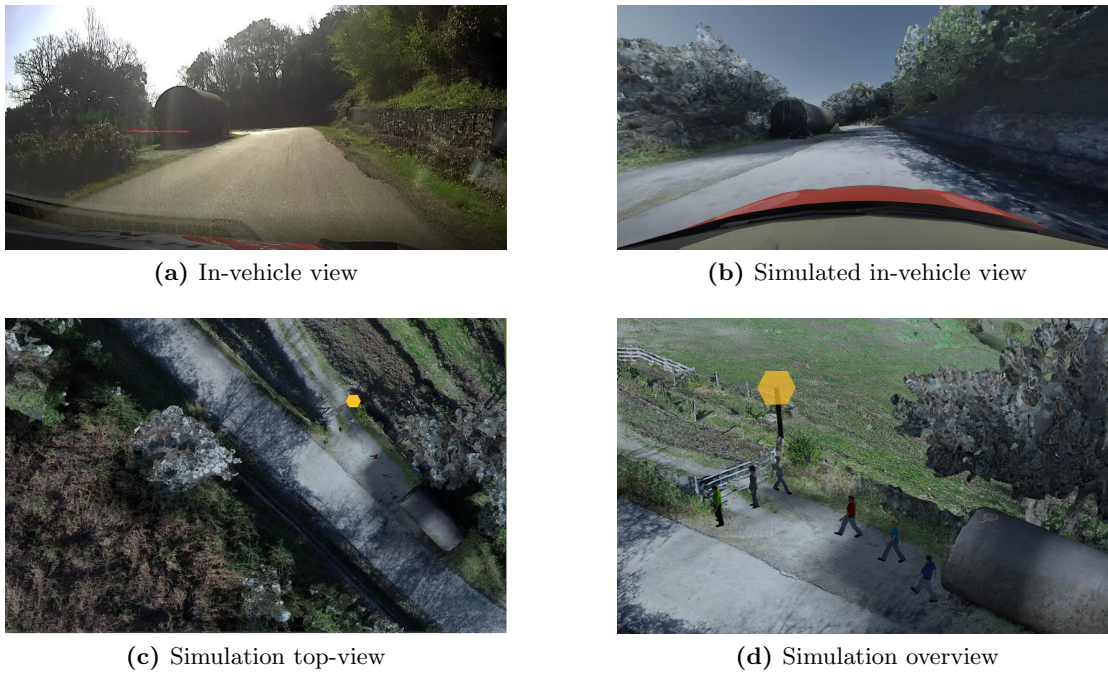 (a) In-vehicle view
(b) Simulated in-vehicle view
(c) Simulation top-view
(d) Simulation overview